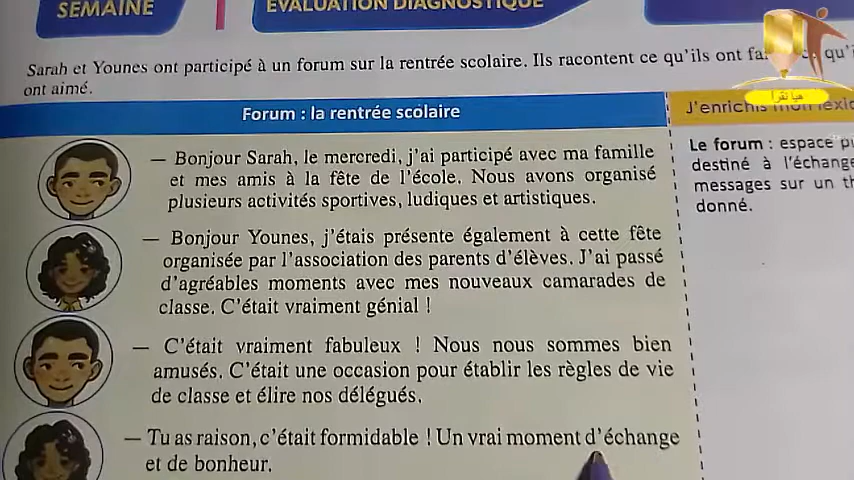 SEMAINE
ÉVALUATION DIAGNOSTIQUE
Sarah et Younes ont participé à un forum sur la rentrée scolaire. Ils racontent ce qu'ils ont
ont aimé.
Forum : la rentrée scolaire
J'enrichis mon
— Bonjour Sarah, le mercredi, j'ai participé avec ma famille
et mes amis à la fête de l'école. Nous avons organisé
plusieurs activités sportives, ludiques et artistiques.
— Bonjour Younes, j'étais présente également à cette fête
organisée par l'association des parents d'élèves. J'ai passé
d'agréables moments avec mes nouveaux camarades de
classe. C'était vraiment génial !
— C'était vraiment fabuleux ! Nous nous sommes bien
amusés. C'était une occasion pour établir les règles de vie
de classe et élire nos délégués.
— Tu as raison, c'était formidable ! Un vrai moment d'échange
et de bonheur.
Le forum : espace
destiné à l'échange
messages sur un
donné.
هيا نقرأ